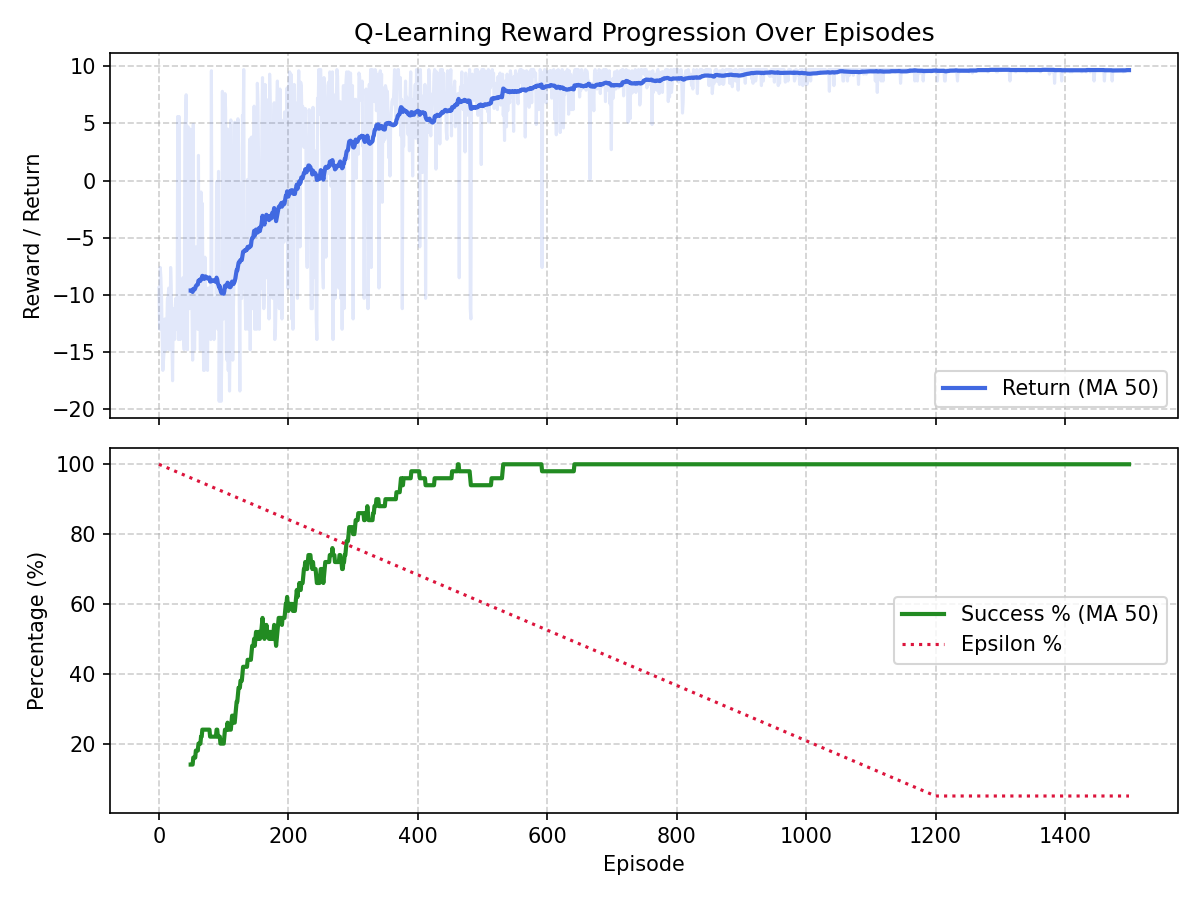 Q-Learning Reward Progression Over Episodes
10
5
0
−5
−10
−15
−20
Reward / Return
Return (MA 50)
100
80
60
40
20
Percentage (%)
Success % (MA 50)
Epsilon %
0 200 400 600 800 1000 1200 1400
Episode